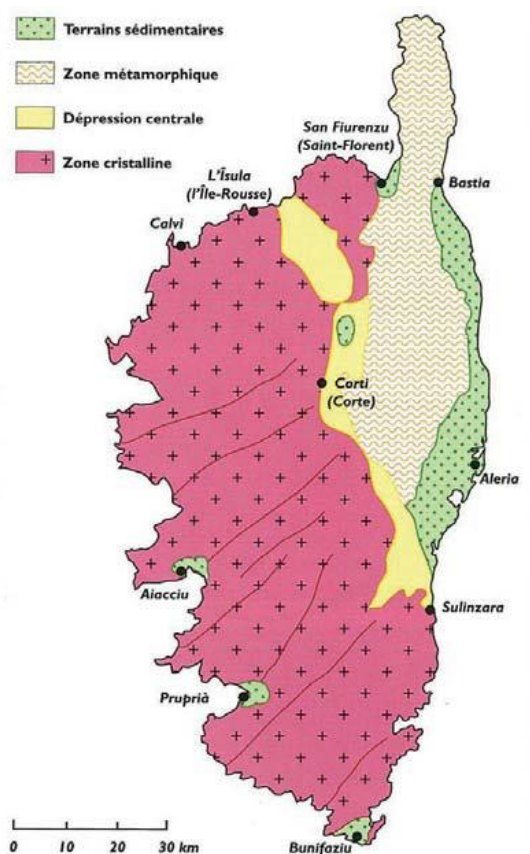 Terrains sédimentaires
Zone métamorphique
Dépression centrale
Zone cristalline
San Fiurenzu
(Saint-Florent)
Bastia
L'Ìsula
(l'Île-Rousse)
Calvi
Corti
(Corte)
Aleria
Aiacciu
Sulinzara
Pruprià
0 10 20 30 km
Bunifaziu